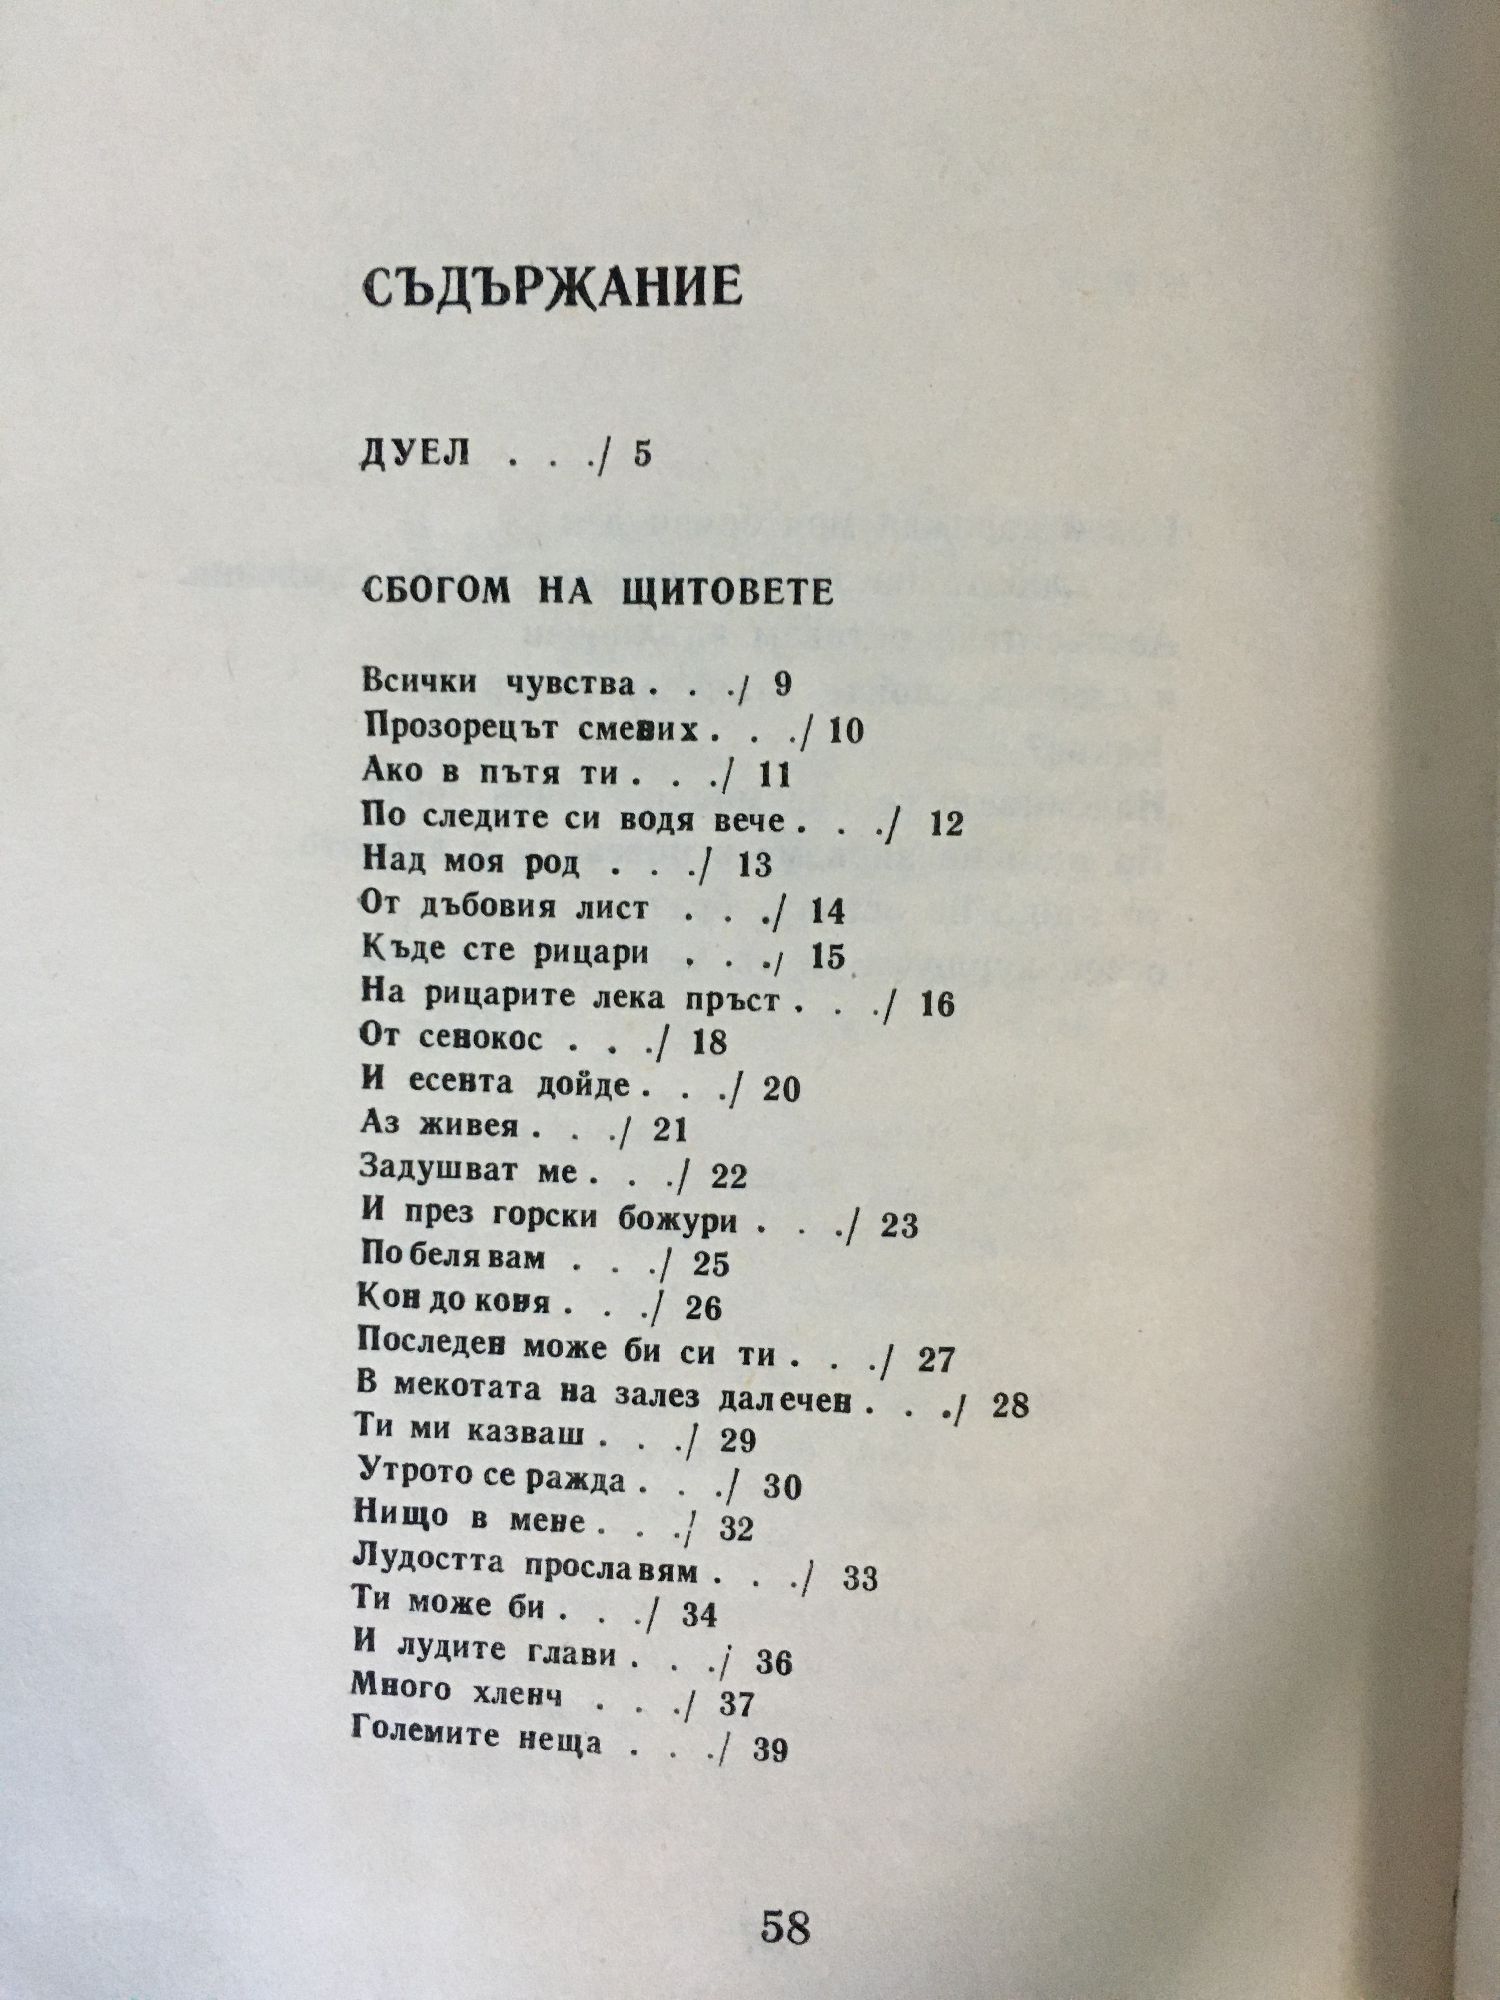 СЪДЪРЖАНИЕ
ДУЕЛ . . ./ 5
СБОГОМ НА ЩИТОВЕТЕ
Всички чувства . . ./ 9
Прозорецът смених . . ./ 10
Ако в пътя ти . . ./ 11
По следите си водя вече . . ./ 12
Над моя род . . ./ 13
От дъбовия лист . . ./ 14
Къде сте рицари . . ./ 15
На рицарите лека пръст . . ./ 16
От сенокос . . ./ 18
И есента дойде . . ./ 20
Аз живея . . ./ 21
Задушват ме . . ./ 22
И през горски божури . . ./ 23
Побелявам . . ./ 25
Кон до коня . . ./ 26
Последен може би си ти . . ./ 27
В мекотата на залез далечен . . ./ 28
Ти ми казваш . . ./ 29
Утрото се ражда . . ./ 30
Нищо в мене . . ./ 32
Лудостта прославям . . ./ 33
Ти може би . . ./ 34
И лудите глави . . ./ 36
Много хленч . . ./ 37
Големите неща . . ./ 39
58